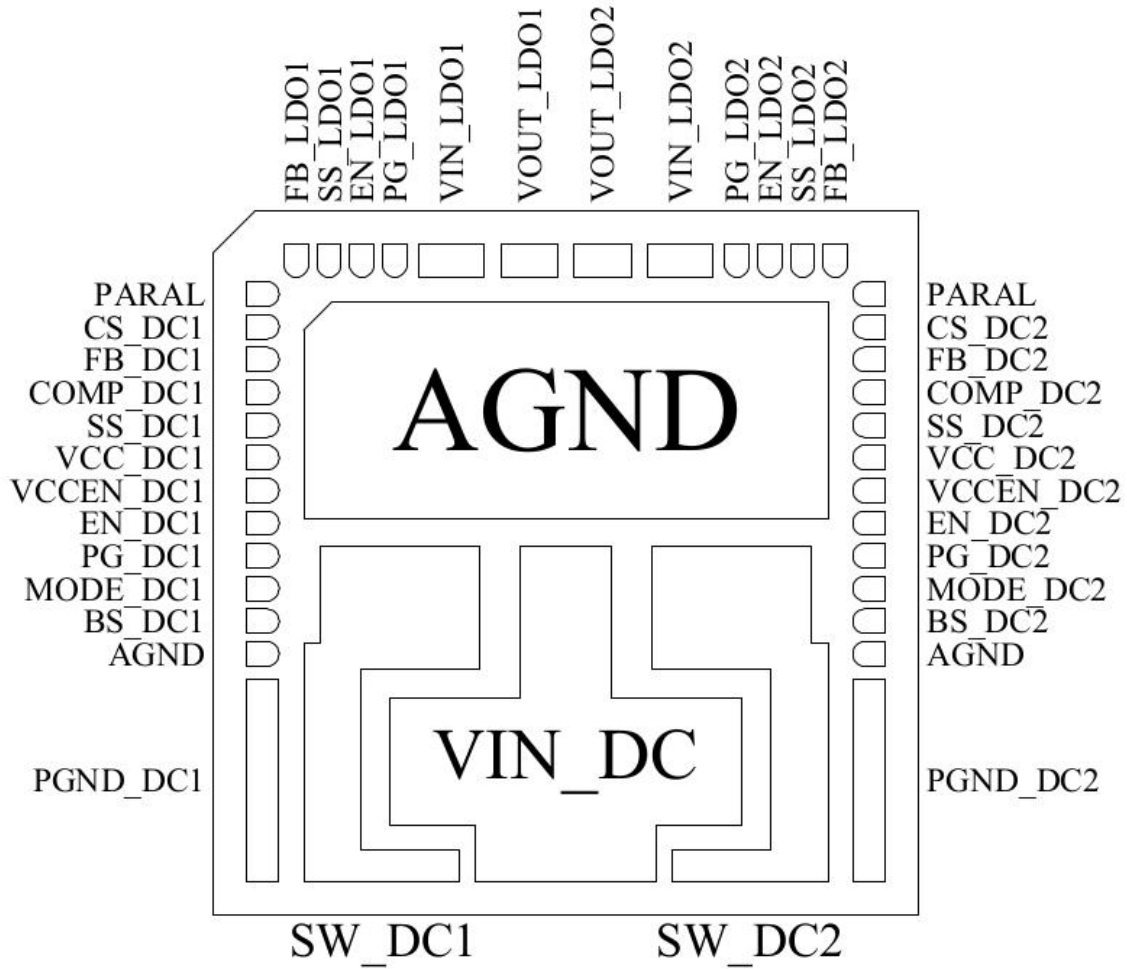 FB_LDO1
SS_LDO1
EN_LDO1
PG_LDO1
VIN_LDO1
VOUT_LDO1
VOUT_LDO2
VIN_LDO2
PG_LDO2
EN_LDO2
SS_LDO2
FB_LDO2
PARAL
CS_DC1
FB_DC1
COMP_DC1
SS_DC1
VCC_DC1
VCCEN_DC1
EN_DC1
PG_DC1
MODE_DC1
BS_DC1
AGND
PGND_DC1
AGND
VIN_DC
PARAL
CS_DC2
FB_DC2
COMP_DC2
SS_DC2
VCC_DC2
VCCEN_DC2
EN_DC2
PG_DC2
MODE_DC2
BS_DC2
AGND
PGND_DC2
SW_DC1
SW_DC2